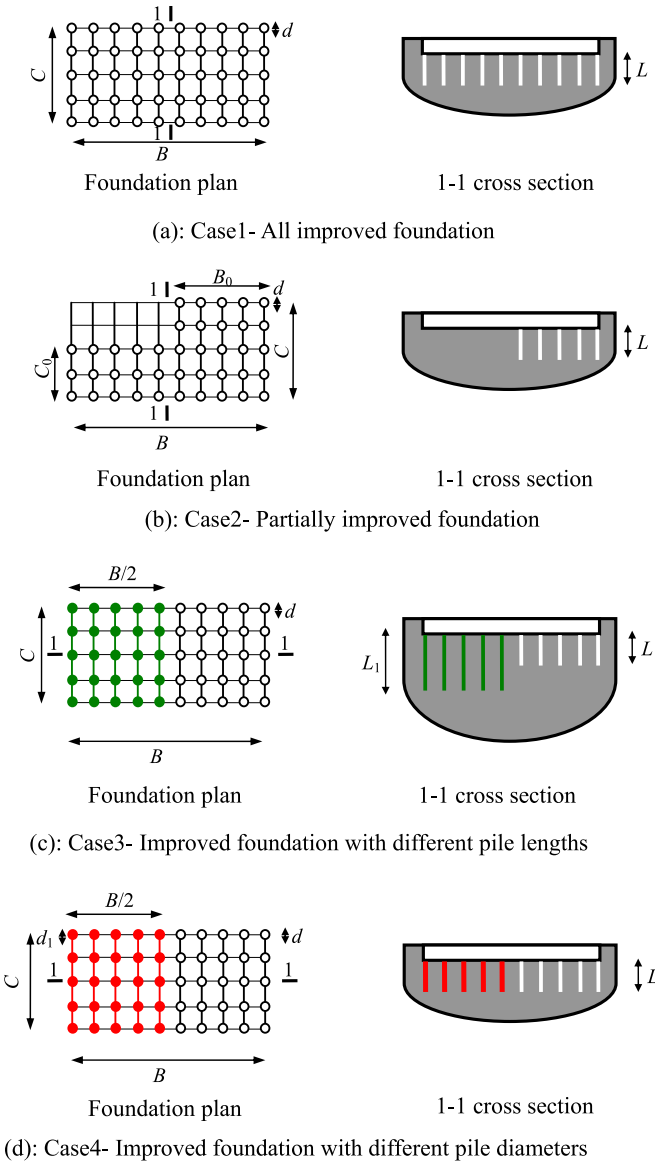 1
d
C
1
B
L
Foundation plan
1-1 cross section
(a): Case1- All improved foundation
1
B0
d
C0
C
1
B
L
Foundation plan
1-1 cross section
(b): Case2- Partially improved foundation
B/2
d
C
1
1
B
L1
L
Foundation plan
1-1 cross section
(c): Case3- Improved foundation with different pile lengths
B/2
d1
d
C
1
1
B
L
Foundation plan
1-1 cross section
(d): Case4- Improved foundation with different pile diameters